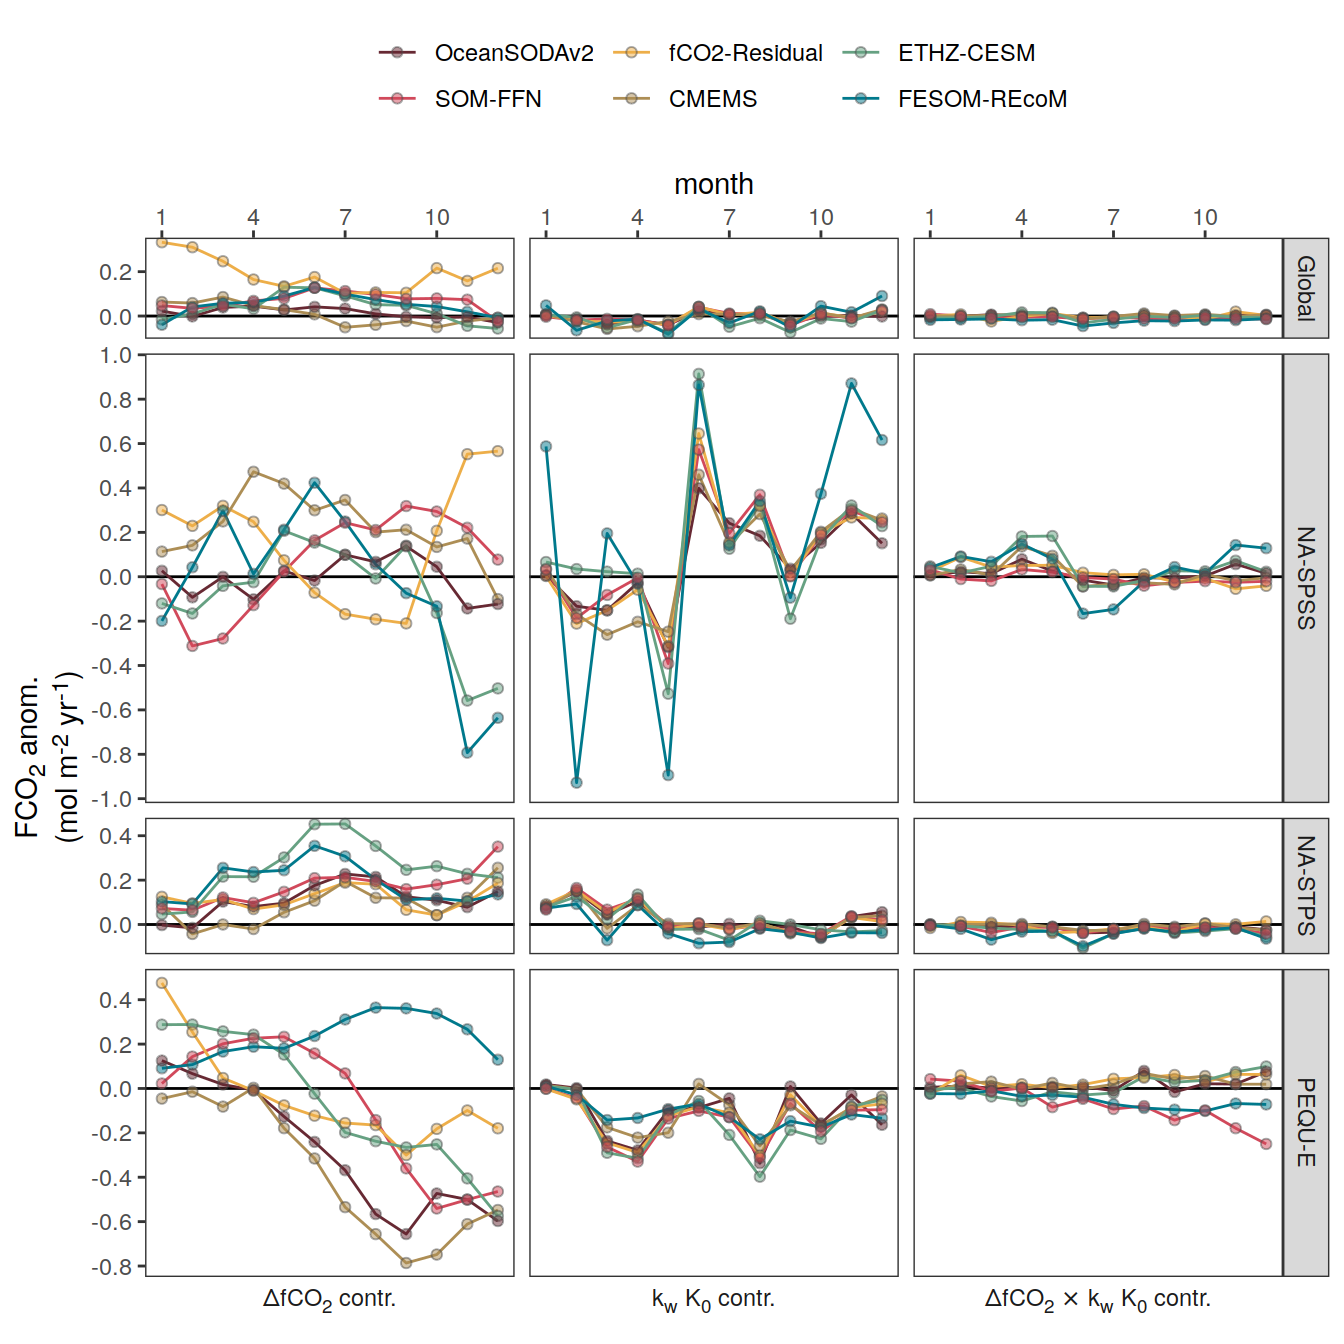 OceanSODAv2 fCO2-Residual ETHZ-CESM
SOM-FFN CMEMS FESOM-REcoM
month
1 4 7 10 1 4 7 10 1 4 7 10
0.2
0.0
Global
1.0
0.8
0.6
0.4
0.2
0.0
-0.2
-0.4
-0.6
-0.8
-1.0
NA-SPSS
FCO₂ anom.
(mol m⁻² yr⁻¹)
0.4
0.2
0.0
NA-STPS
0.4
0.2
0.0
-0.2
-0.4
-0.6
-0.8
PEQU-E
ΔfCO₂ contr. k_w K₀ contr. ΔfCO₂ × k_w K₀ contr.